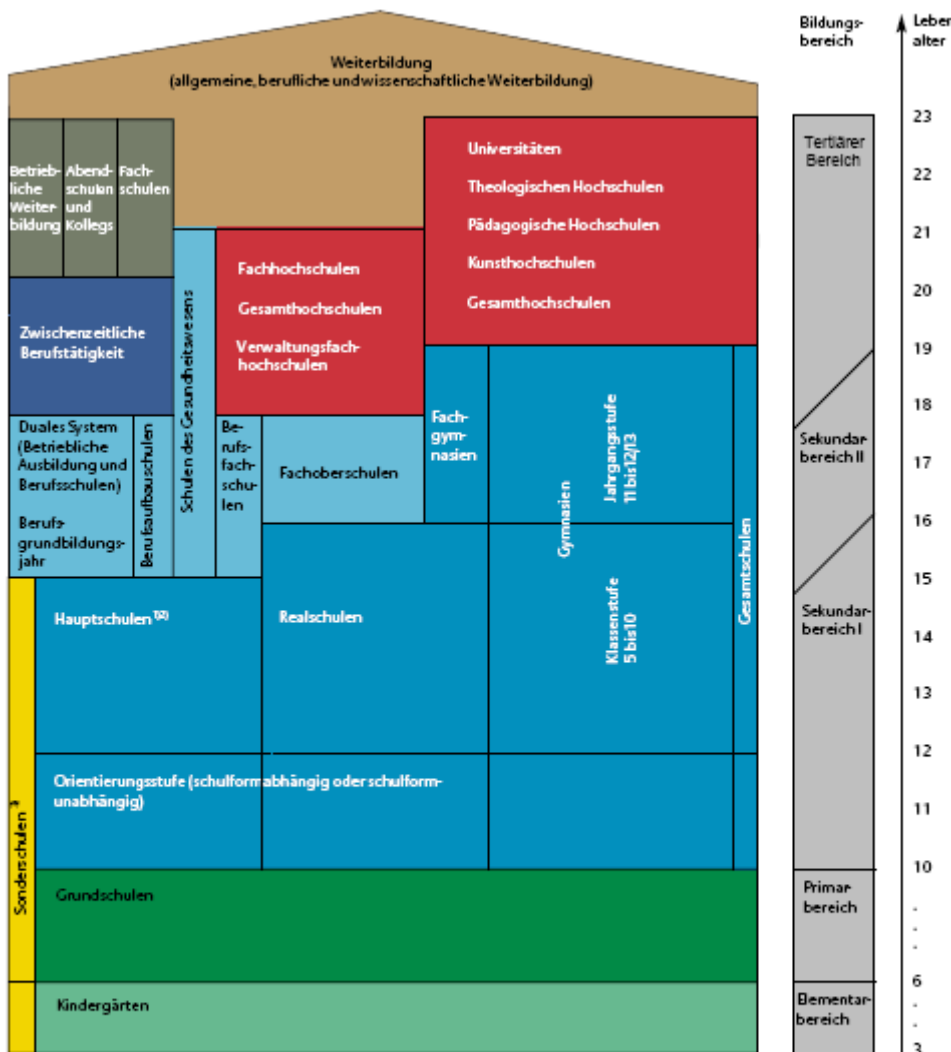 Weiterbildung
(allgemeine, berufliche und wissenschaftliche Weiterbildung)
Bildungs-
bereich
Leben
alter
Betrieb-
liche
Weiter-
bildung
Abend-
schulen
und
Kollegs
Fach-
schulen
Universitäten
Theologischen Hochschulen
Pädagogische Hochschulen
Kunsthochschulen
Gesamthochschulen
Fachhochschulen
Gesamthochschulen
Verwaltungsfach-
hochschulen
Zwischenzeitliche
Berufstätigkeit
Schulen des Gesundheitswesens
Duales System
(Betriebliche
Ausbildung und
Berufsschulen)
Berufs-
grundbildungs-
jahr
Berufsaufbauschulen
Be-
rufs-
fach-
schu-
len
Fachoberschulen
Fach-
gym-
nasien
Gymnasien
Jahrgangsstufe
11 bis 12/13
Klassenstufe
5 bis 10
Gesamtschulen
Hauptschulen
Realschulen
Orientierungsstufe (schulformabhängig oder schulform-
unabhängig)
Sonderschulen
Grundschulen
Kindergärten
Tertiärer
Bereich
Sekundar-
bereich II
Sekundar-
bereich I
Primar-
bereich
Elementar-
bereich
23
22
21
20
19
18
17
16
15
14
13
12
11
10
.
.
.
6
.
.
3